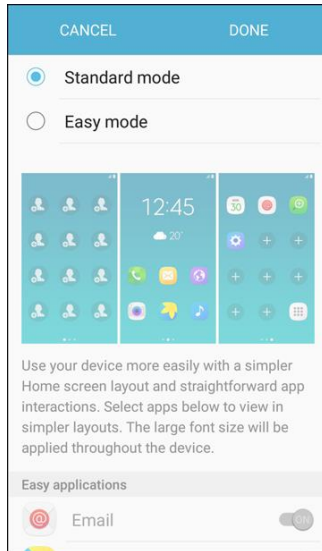 CANCEL DONE
Standard mode
Easy mode
12:45
20°
30
Use your device more easily with a simpler
Home screen layout and straightforward app
interactions. Select apps below to view in
simpler layouts. The large font size will be
applied throughout the device.
Easy applications
Email ON